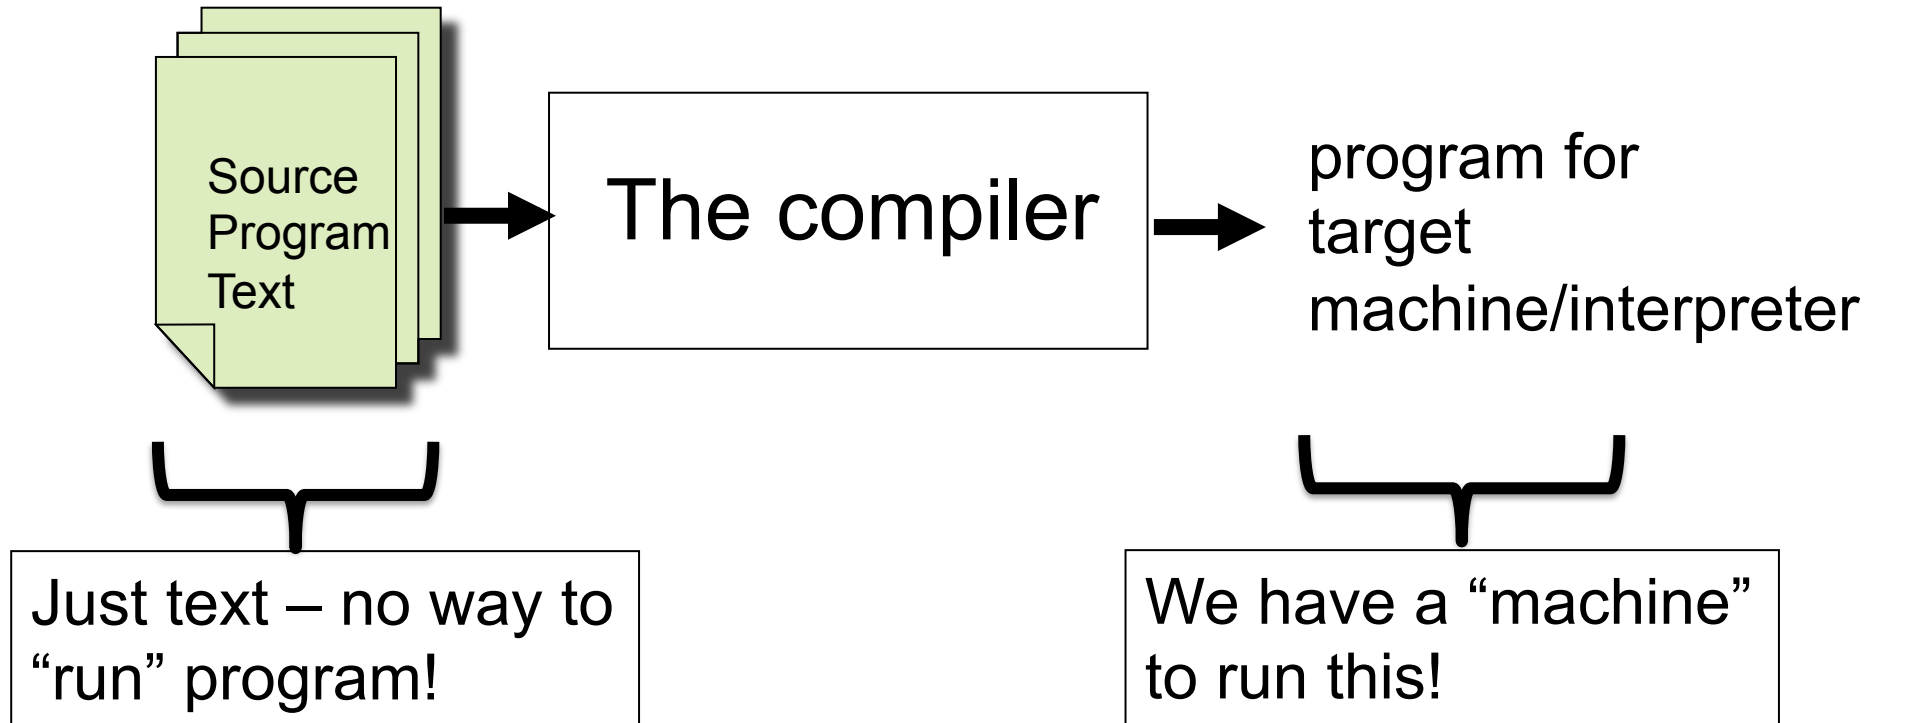 Source
Program
Text
The compiler
program for
target
machine/interpreter
Just text – no way to
“run” program!
We have a “machine”
to run this!